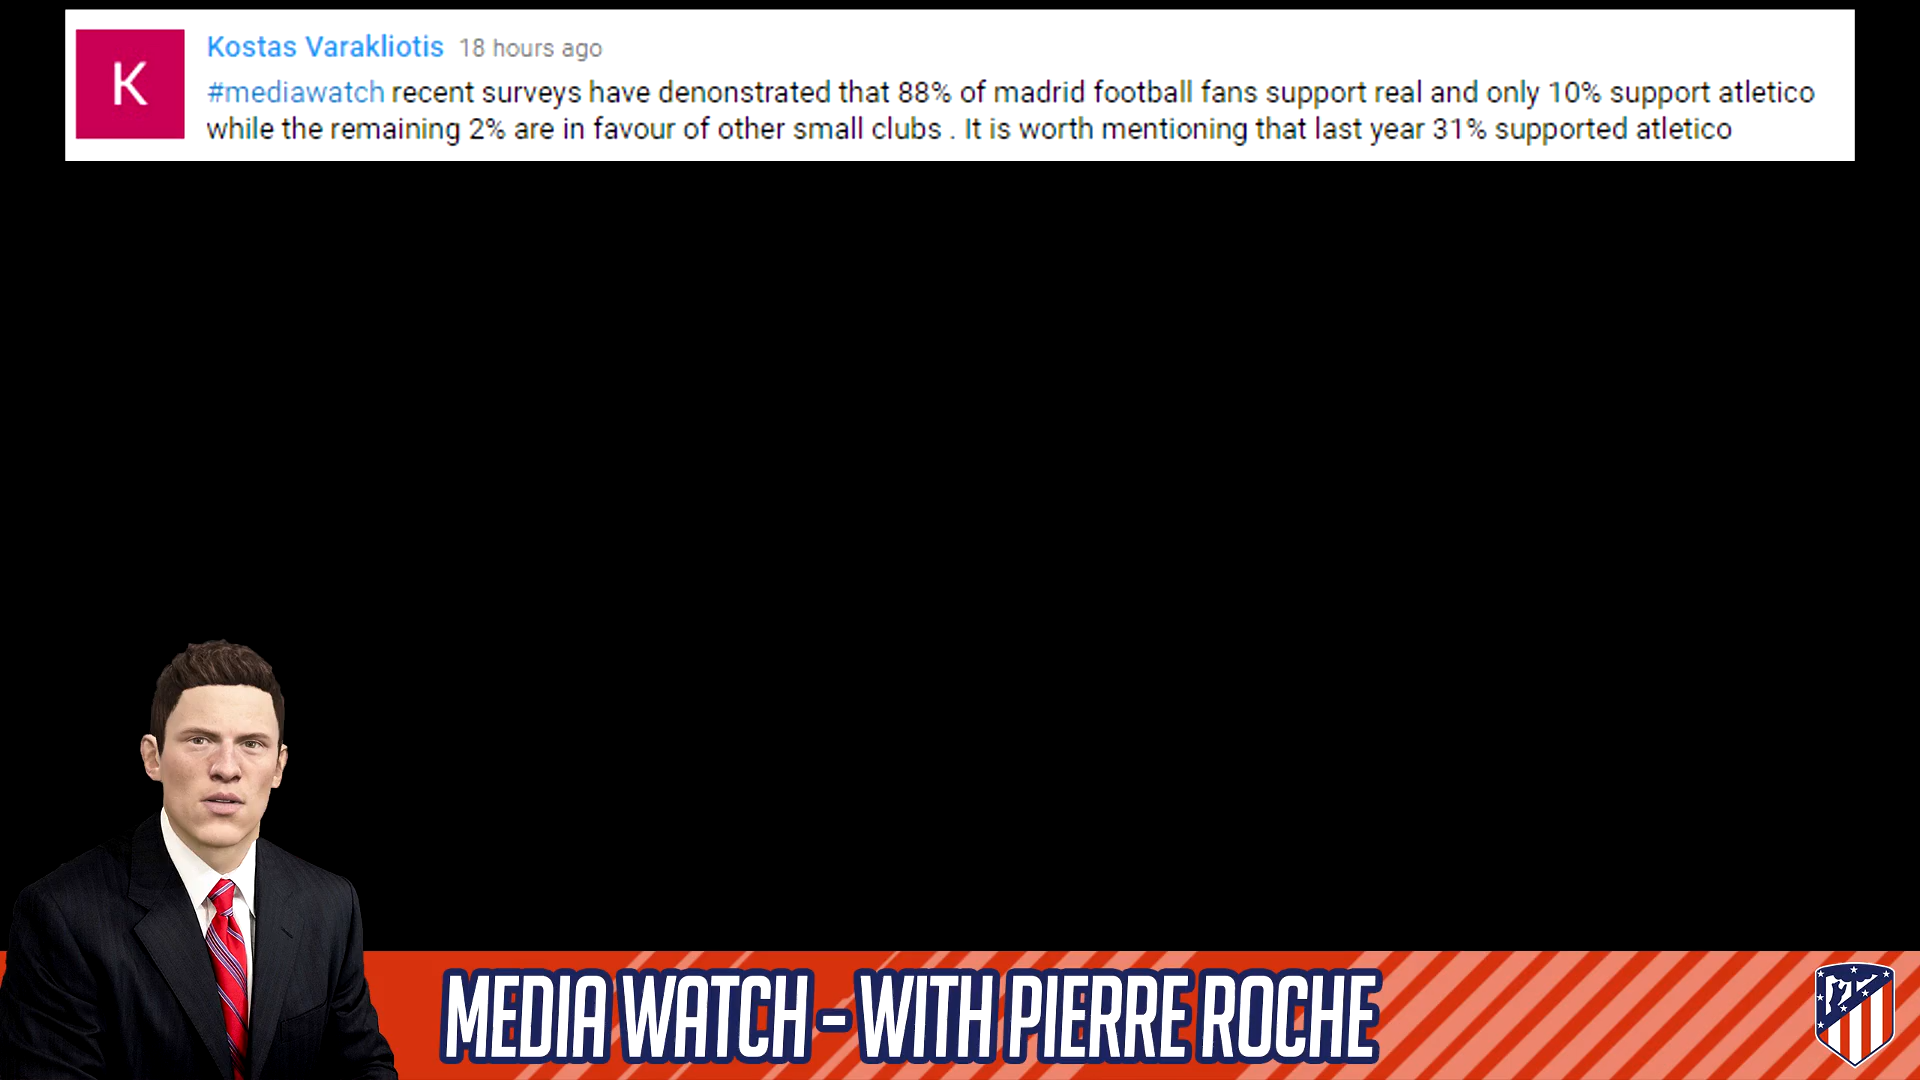 K
Kostas Varakliotis 18 hours ago
#mediawatch recent surveys have denonstrated that 88% of madrid football fans support real and only 10% support atletico
while the remaining 2% are in favour of other small clubs . It is worth mentioning that last year 31% supported atletico
MEDIA WATCH - WITH PIERRE ROCHE